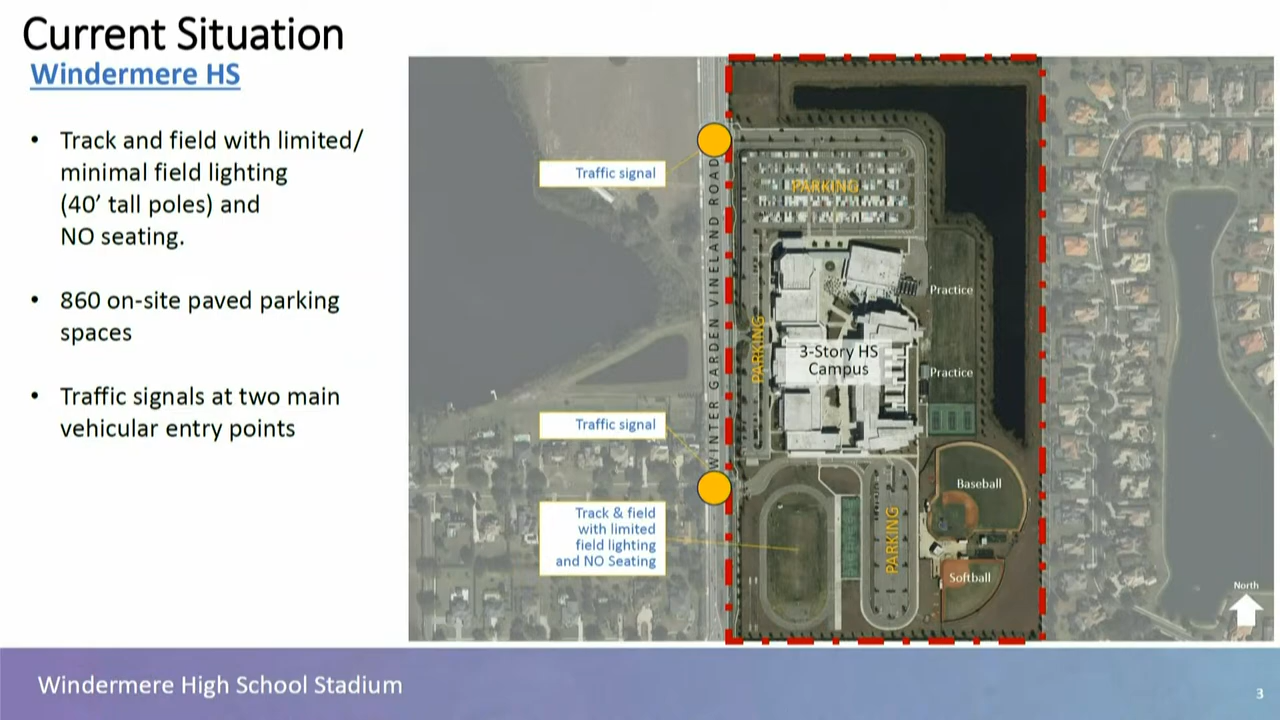 Current Situation
Windermere HS
• Track and field with limited/
minimal field lighting
(40’ tall poles) and
NO seating.
• 860 on-site paved parking
spaces
• Traffic signals at two main
vehicular entry points
Traffic signal
WINTER GARDEN VINELAND ROAD
PARKING
Practice
PARKING
3-Story HS
Campus
Practice
Traffic signal
Baseball
Track & field
with limited
field lighting
and NO Seating
PARKING
Softball
North
Windermere High School Stadium
3